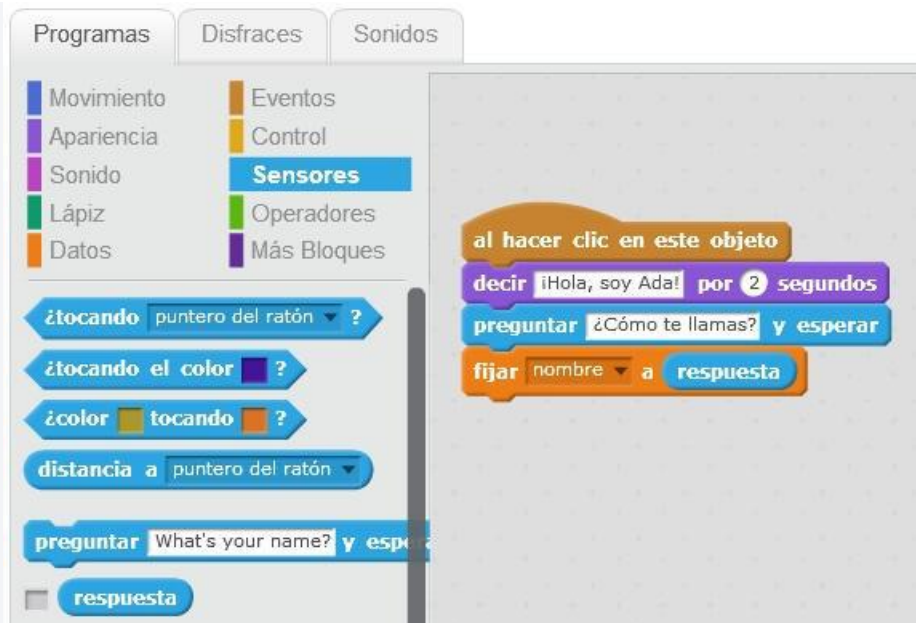 Programas Disfraces Sonidos
Movimiento Eventos
Apariencia Control
Sonido Sensores
Lápiz Operadores
Datos Más Bloques
¿tocando puntero del ratón ?
¿tocando el color ?
¿color tocando ?
distancia a puntero del ratón
preguntar What's your name? y
respuesta
al hacer clic en este objeto
decir ¡Hola, soy Ada! por 2 segundos
preguntar ¿Cómo te llamas? y esperar
fijar nombre a respuesta